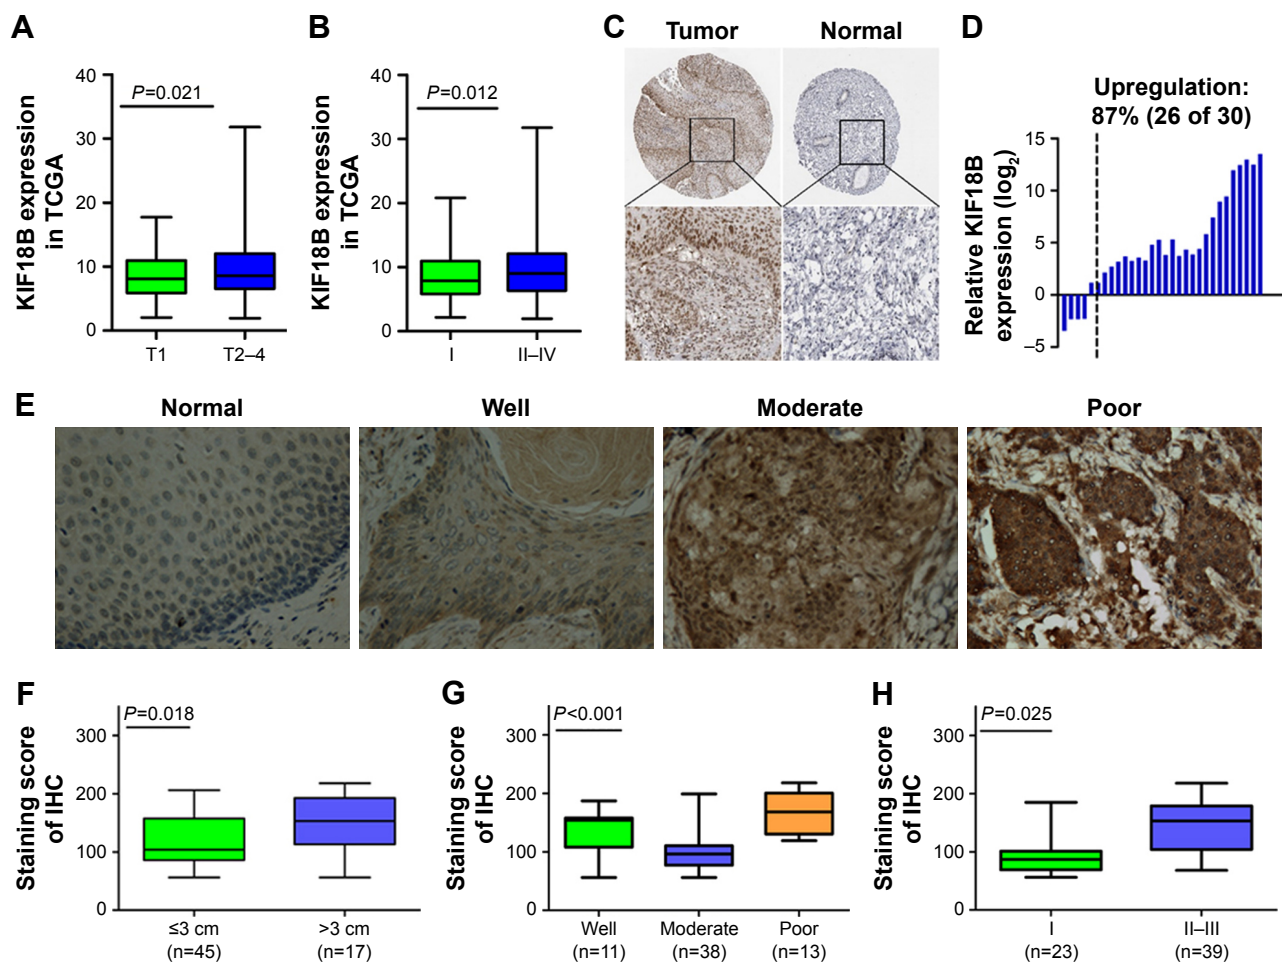 A
KIF18B expression
in TCGA
40
30
20
10
0
P=0.021
T1
T2–4
B
KIF18B expression
in TCGA
40
30
20
10
0
P=0.012
I
II–IV
C
Tumor
Normal
D
Upregulation:
87% (26 of 30)
Relative KIF18B
expression (log2)
15
10
5
0
–5
E
Normal
Well
Moderate
Poor
F
Staining score
of IHC
300
200
100
0
P=0.018
≤3 cm
(n=45)
>3 cm
(n=17)
G
Staining score
of IHC
300
200
100
0
P<0.001
Well
(n=11)
Moderate
(n=38)
Poor
(n=13)
H
Staining score
of IHC
300
200
100
0
P=0.025
I
(n=23)
II–III
(n=39)